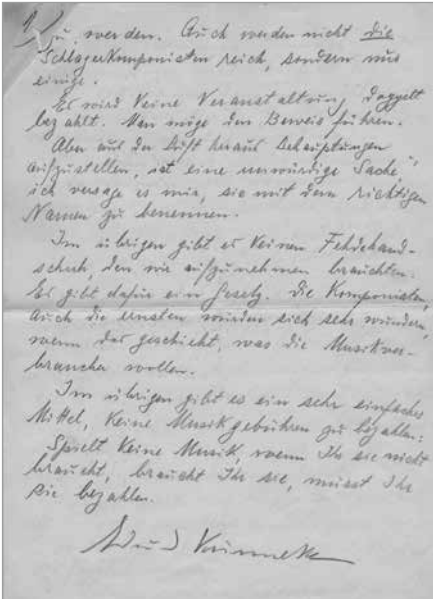 zu werden. Auch werden nicht die
Schlagerkomponisten reich, sondern nur
einige.
Es wird keine Veranstaltung doppelt
bezahlt. Man möge den Beweis führen.
Aber aus der Luft heraus Behauptungen
aufzustellen, ist eine unwürdige Sache,
ich versage es mir, sie mit dem richtigen
Namen zu benennen.
Im übrigen gibt es keinen Fehdehand-
schuh, den wir aufzunehmen brauchten.
Es gibt dafür ein Gesetz. Die Komponisten,
auch die ernsten würden sich sehr wundern,
wenn das geschieht, was die Musikver-
braucher wollen.
Im übrigen gibt es ein sehr einfaches
Mittel, keine Musikgebühren zu bezahlen:
Spielt keine Musik, wenn Ihr sie nicht
braucht, braucht Ihr sie, müsst Ihr
sie bezahlen.
Eduard Künneke